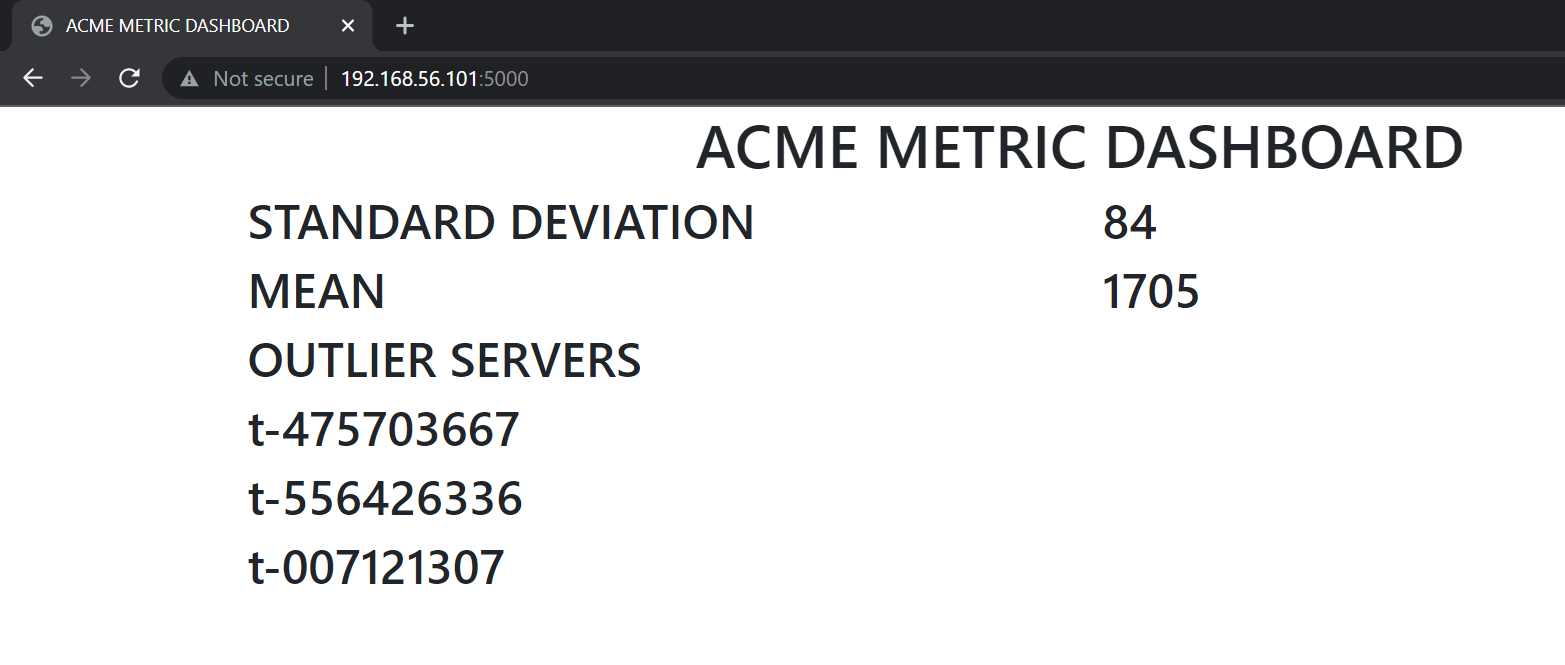 ACME METRIC DASHBOARD
Not secure | 192.168.56.101:5000
ACME METRIC DASHBOARD
STANDARD DEVIATION 84
MEAN 1705
OUTLIER SERVERS
t-475703667
t-556426336
t-007121307